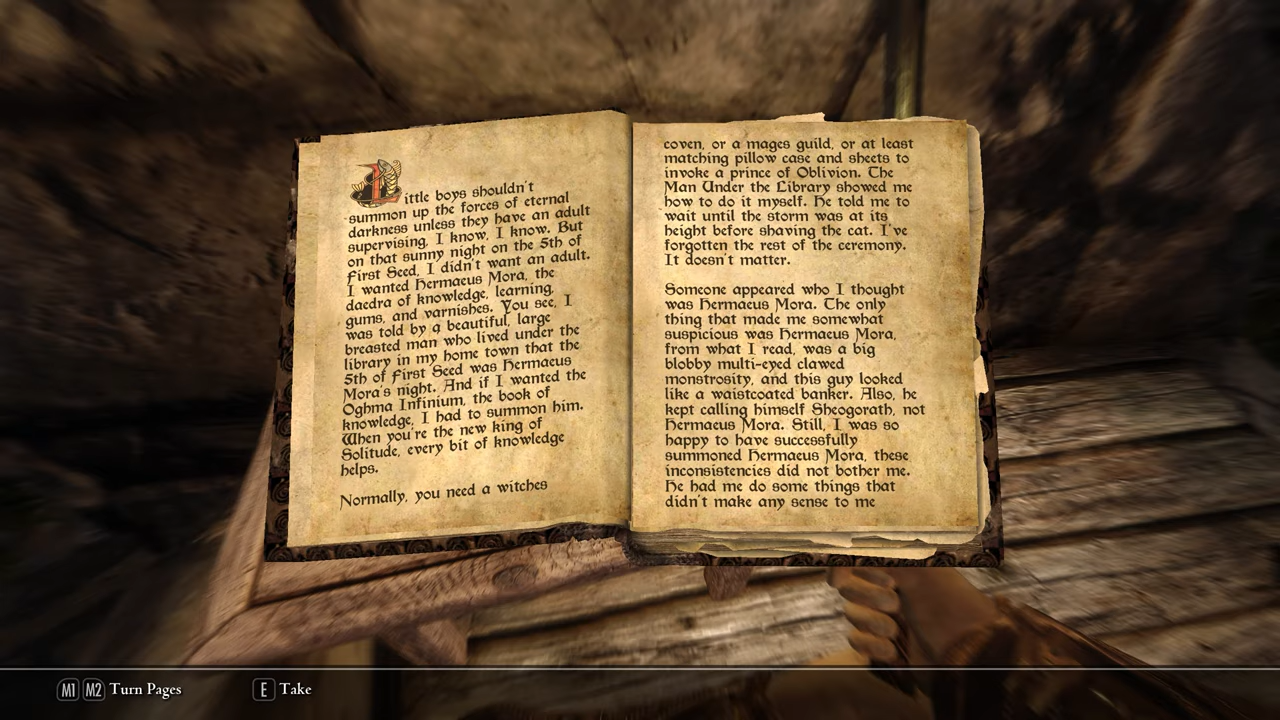 Little boys shouldn't
summon up the forces of eternal
darkness unless they have an adult
supervising, I know, I know. But
on that sunny night on the 5th of
First Seed, I didn't want an adult.
I wanted Hermaeus Mora, the
daedra of knowledge, learning,
gums, and varnishes. You see, I
was told by a beautiful, large
breasted man who lived under the
library in my home town that the
5th of First Seed was Hermaeus
Mora's night. And if I wanted the
Oghma Infinium, the book of
knowledge, I had to summon him.
When you're the new king of
Solitude, every bit of knowledge
helps.
Normally, you need a witches
coven, or a mages guild, or at least
matching pillow case and sheets to
invoke a prince of Oblivion. The
Man Under the Library showed me
how to do it myself. He told me to
wait until the storm was at its
height before shaving the cat. I've
forgotten the rest of the ceremony.
It doesn't matter.
Someone appeared who I thought
was Hermaeus Mora. The only
thing that made me somewhat
suspicious was Hermaeus Mora,
from what I read, was a big
blobby multi-eyed clawed
monstrosity, and this guy looked
like a waistcoated banker. Also, he
kept calling himself Sheogorath, not
Hermaeus Mora. Still, I was so
happy to have successfully
summoned Hermaeus Mora, these
inconsistencies did not bother me.
He had me do some things that
didn't make any sense to me
M1 M2 Turn Pages
E Take